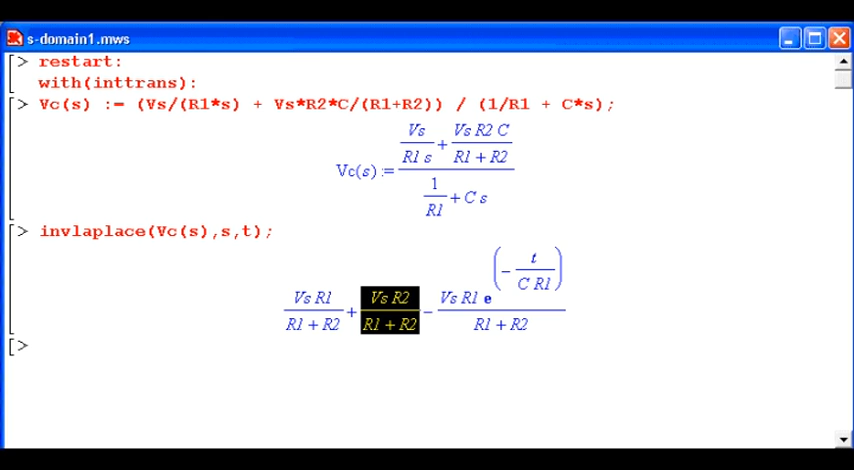 s-domain1.mws
[> restart:
with(inttrans):
[> Vc(s) := (Vs/(R1*s) + Vs*R2*C/(R1+R2)) / (1/R1 + C*s);
Vs Vs R2 C
+
R1 s R1 + R2
Vc(s) :=
1
+ C s
R1
[> invlaplace(Vc(s),s,t);
(- t / C R1)
Vs R1 + Vs R2 - Vs R1 e
R1 + R2 R1 + R2 R1 + R2
[>